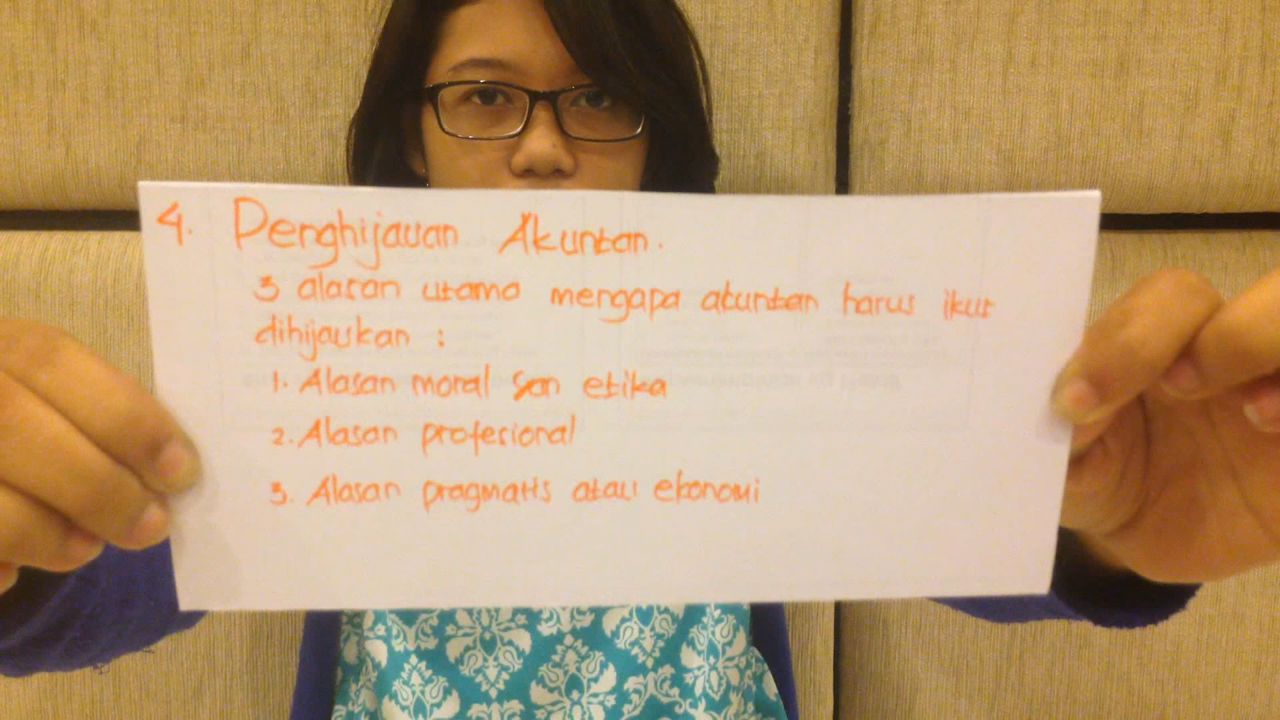 4. Penghijauan Akuntan.
3 alasan utama mengapa akuntan harus ikut
dihijaukan :
1. Alasan moral dan etika
2. Alasan profesional
3. Alasan pragmatis atau ekonomi